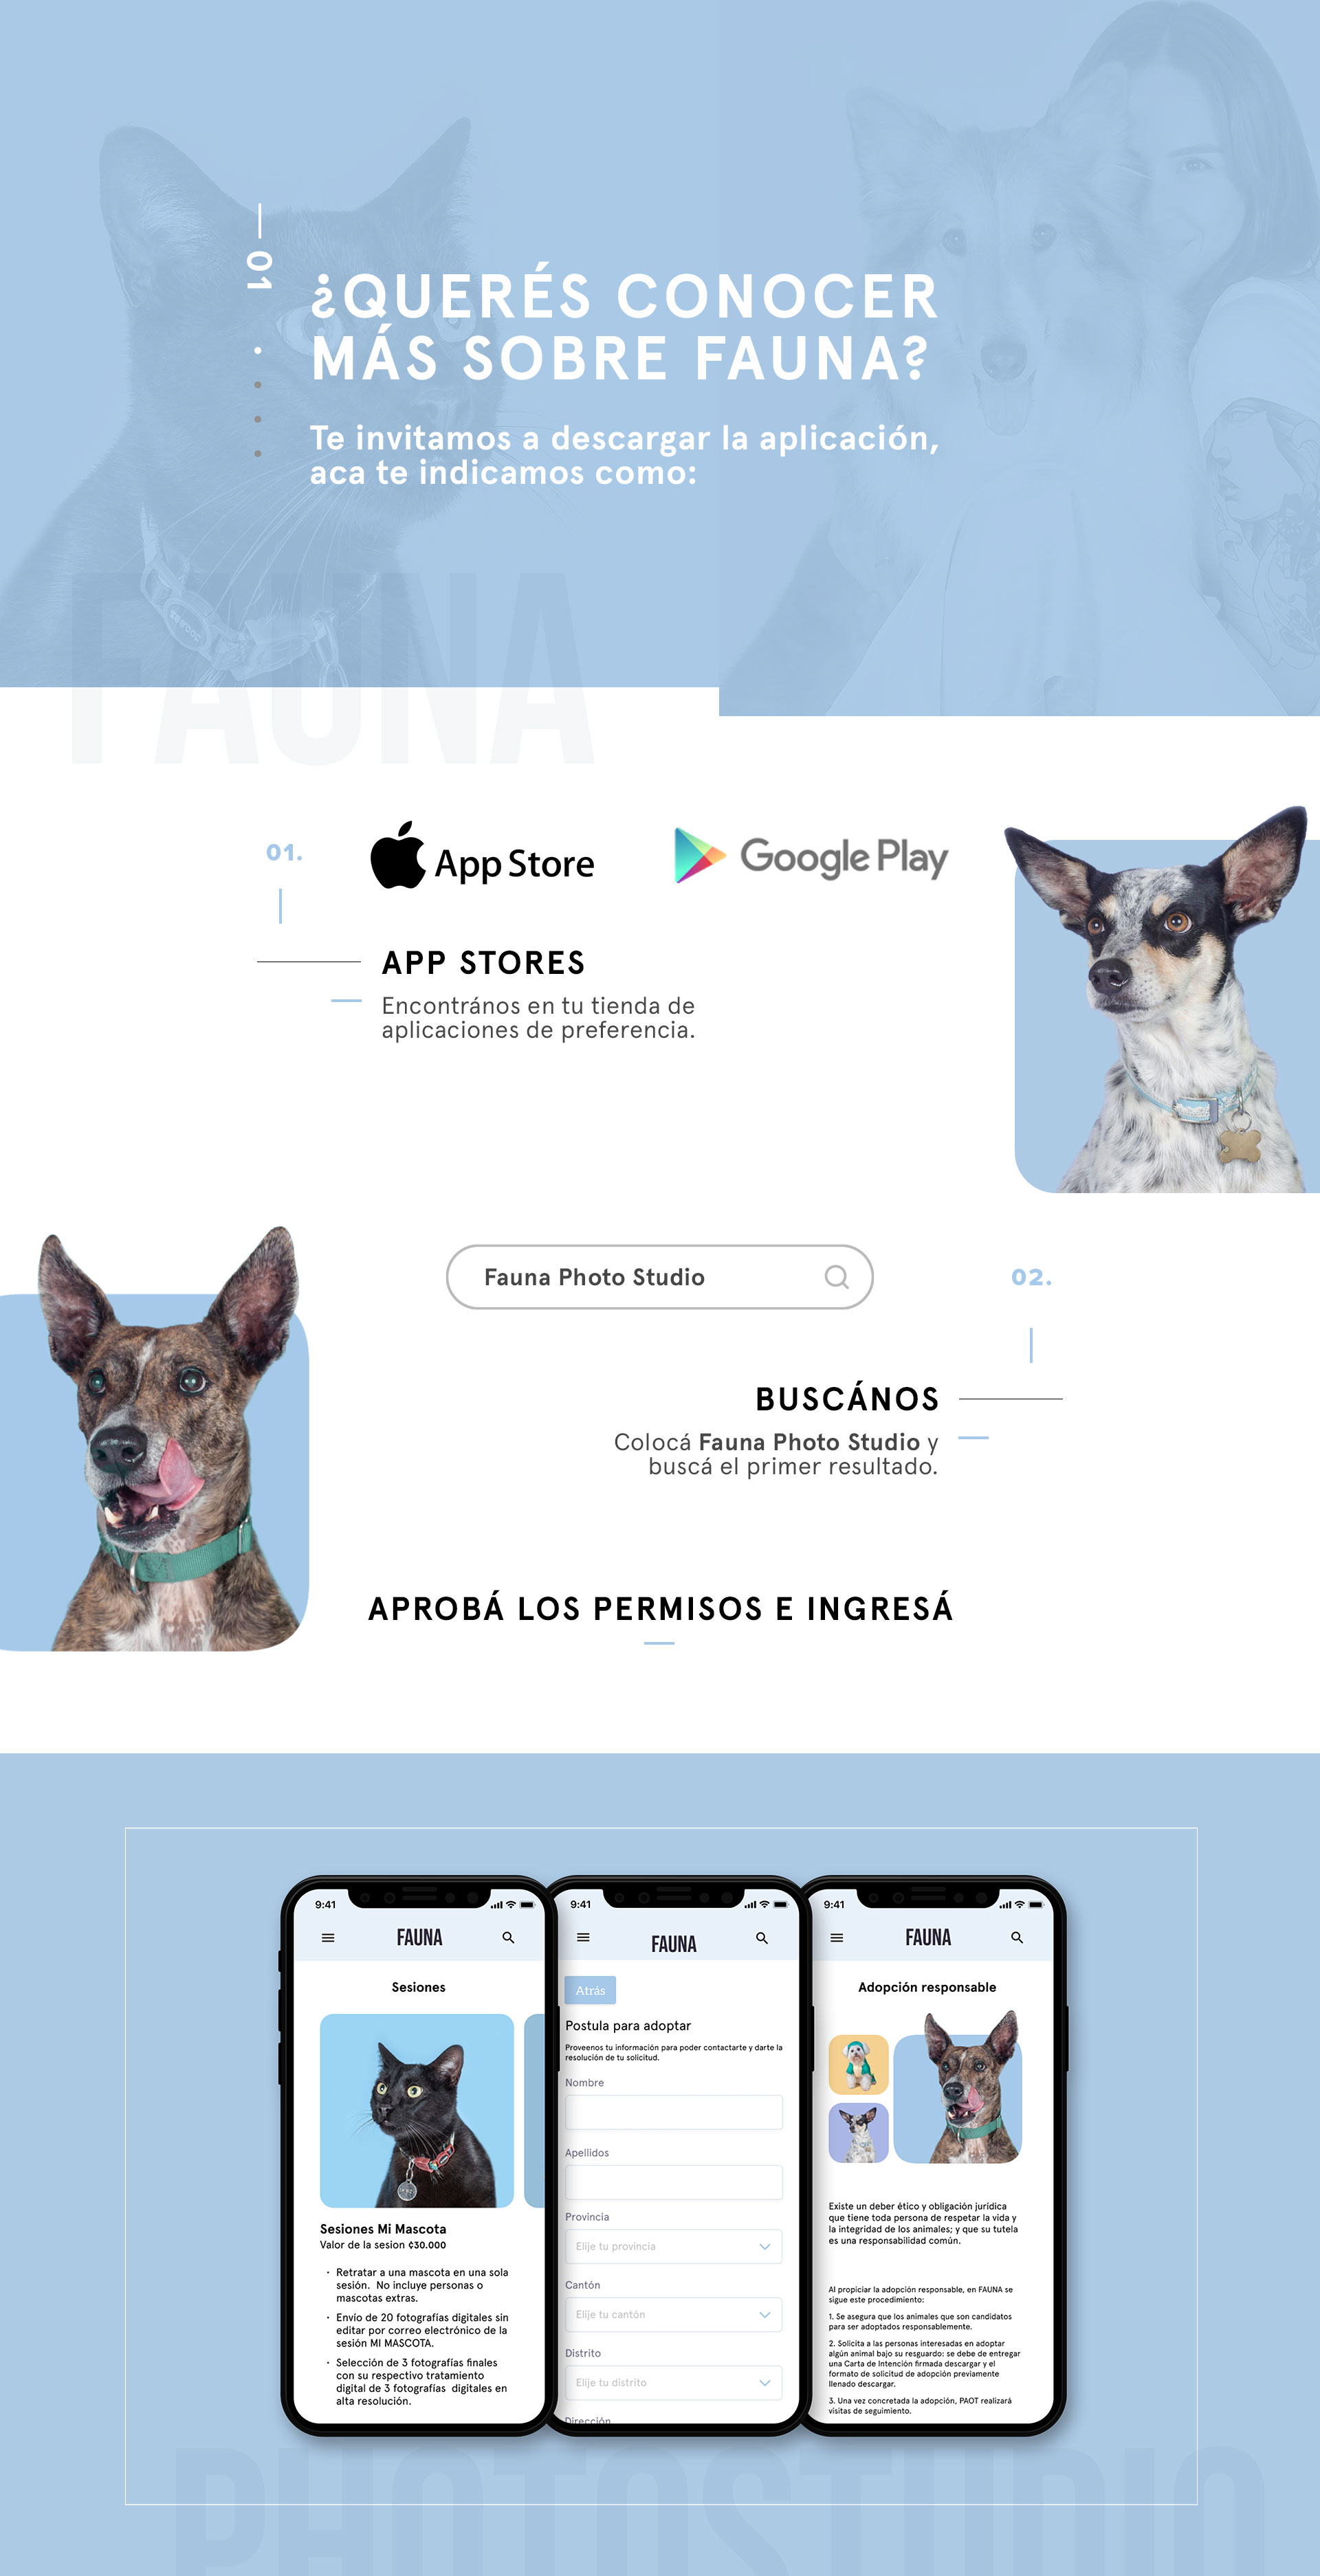 01
¿QUERÉS CONOCER
MÁS SOBRE FAUNA?
Te invitamos a descargar la aplicación,
aca te indicamos como:
FAUNA
01.
App Store
Google Play
APP STORES
Encontrános en tu tienda de
aplicaciones de preferencia.
Fauna Photo Studio
02.
BUSCÁNOS
Colocá Fauna Photo Studio y
buscá el primer resultado.
APROBÁ LOS PERMISOS E INGRESÁ
9:41
FAUNA
Sesiones
Sesiones Mi Mascota
Valor de la sesion ¢30.000
· Retratar a una mascota en una sola
sesión. No incluye personas o
mascotas extras.
· Envío de 20 fotografías digitales sin
editar por correo electrónico de la
sesión MI MASCOTA.
· Selección de 3 fotografías finales
con su respectivo tratamiento
digital de 3 fotografías digitales en
alta resolución.
9:41
FAUNA
Atrás
Postula para adoptar
Proveenos tu información para poder contactarte y darte la
resolución de tu solicitud.
Nombre
Apellidos
Provincia
Elije tu provincia
Cantón
Elije tu cantón
Distrito
Elije tu distrito
Dirección
9:41
FAUNA
Adopción responsable
Existe un deber ético y obligación jurídica
que tiene toda persona de respetar la vida y
la integridad de los animales; y que su tutela
es una responsabilidad común.
Al propiciar la adopción responsable, en FAUNA se
sigue este procedimiento:
1. Se asegura que los animales que son candidatos
para ser adoptados responsablemente.
2. Solicita a las personas interesadas en adoptar
algún animal bajo su resguardo: se debe de entregar
una Carta de Intención firmada descargar y el
formato de solicitud de adopción previamente
llenado descargar.
3. Una vez concretada la adopción, PAOT realizará
visitas de seguimiento.
PHOTOSTUDIO